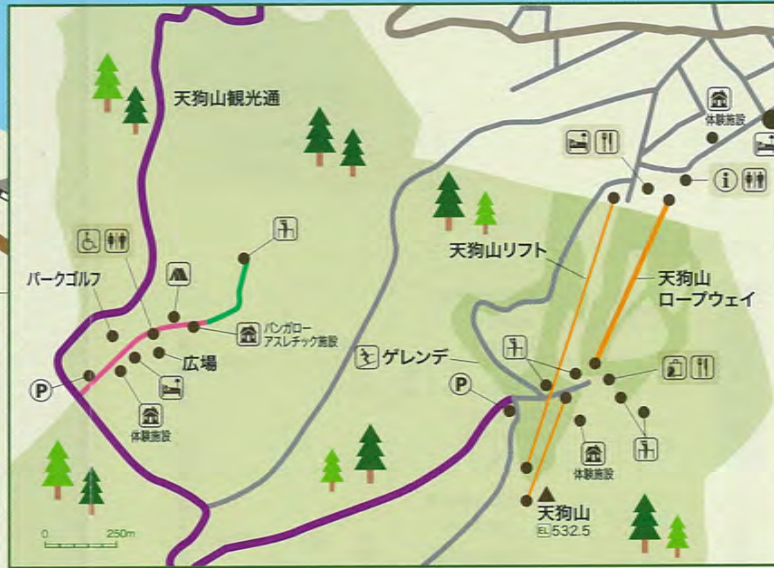 天狗山観光通
体験施設
i
天狗山リフト
天狗山
ロープウェイ
パークゴルフ
バンガロー
アスレチック施設
広場
P
体験施設
ゲレンデ
P
体験施設
天狗山
EL 532.5
0 250m